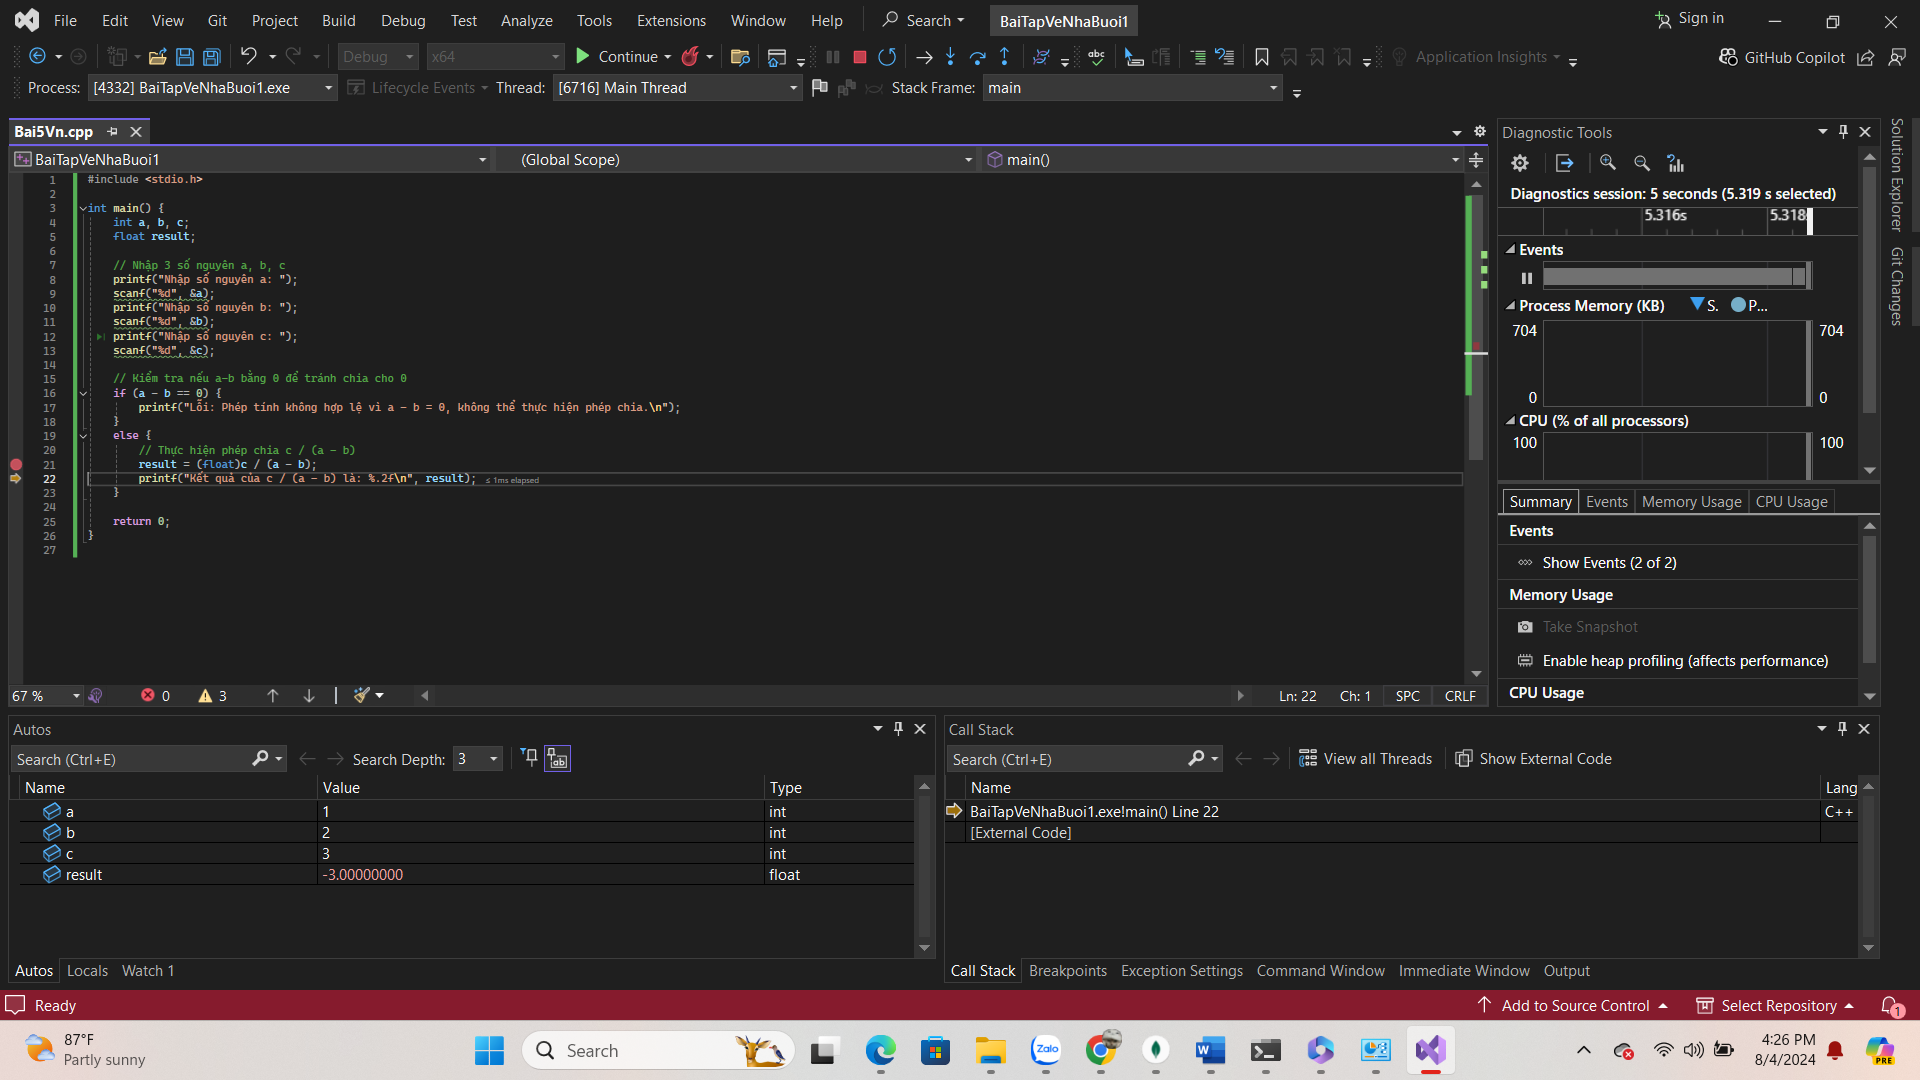 File Edit View Git Project Build Debug Test Analyze Tools Extensions Window Help Search BaiTapVeNhaBuoi1 Sign in
Debug x64 Continue Application Insights GitHub Copilot
Process: [4332] BaiTapVeNhaBuoi1.exe Lifecycle Events Thread: [6716] Main Thread Stack Frame: main
Bai5Vn.cpp
BaiTapVeNhaBuoi1 (Global Scope) main()
1 #include <stdio.h>
2
3 int main() {
4 int a, b, c;
5 float result;
6
7 // Nhập 3 số nguyên a, b, c
8 printf("Nhập số nguyên a: ");
9 scanf("%d", &a);
10 printf("Nhập số nguyên b: ");
11 scanf("%d", &b);
12 printf("Nhập số nguyên c: ");
13 scanf("%d", &c);
14
15 // Kiểm tra nếu a-b bằng 0 để tránh chia cho 0
16 if (a - b == 0) {
17 printf("Lỗi: Phép tính không hợp lệ vì a - b = 0, không thể thực hiện phép chia.\n");
18 }
19 else {
20 // Thực hiện phép chia c / (a - b)
21 result = (float)c / (a - b);
22 printf("Kết quả của c / (a - b) là: %.2f\n", result); ≤ 1ms elapsed
23 }
24
25 return 0;
26 }
27
67 % 0 3 Ln: 22 Ch: 1 SPC CRLF
Diagnostic Tools
Diagnostics session: 5 seconds (5.319 s selected)
5.316s 5.318s
Events
Process Memory (KB) S. P...
704 704
0 0
CPU (% of all processors)
100 100
Summary Events Memory Usage CPU Usage
Events
Show Events (2 of 2)
Memory Usage
Take Snapshot
Enable heap profiling (affects performance)
CPU Usage
Solution Explorer
Git Changes
Autos
Search (Ctrl+E) Search Depth: 3
Name Value Type
a 1 int
b 2 int
c 3 int
result -3.00000000 float
Autos Locals Watch 1
Call Stack
Search (Ctrl+E) View all Threads Show External Code
Name Lang
BaiTapVeNhaBuoi1.exe!main() Line 22 C++
[External Code]
Call Stack Breakpoints Exception Settings Command Window Immediate Window Output
Ready Add to Source Control Select Repository 1
87°F
Partly sunny
Search
Zalo
4:26 PM
8/4/2024
PRE